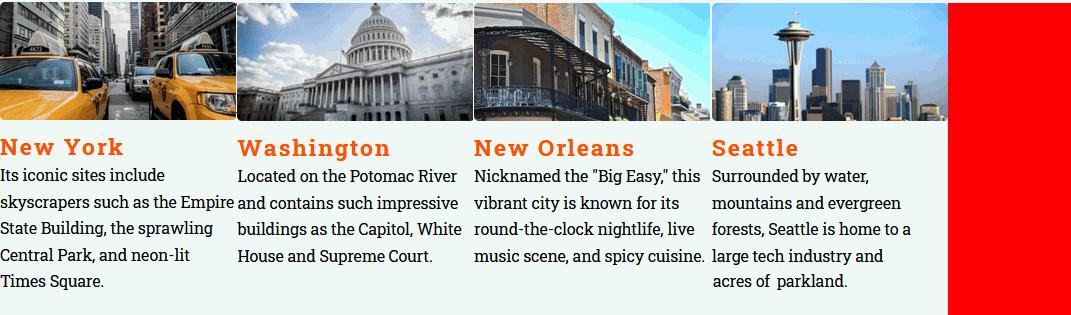 New York
Its iconic sites include
skyscrapers such as the Empire
State Building, the sprawling
Central Park, and neon-lit
Times Square.
Washington
Located on the Potomac River
and contains such impressive
buildings as the Capitol, White
House and Supreme Court.
New Orleans
Nicknamed the "Big Easy," this
vibrant city is known for its
round-the-clock nightlife, live
music scene, and spicy cuisine.
Seattle
Surrounded by water,
mountains and evergreen
forests, Seattle is home to a
large tech industry and
acres of parkland.